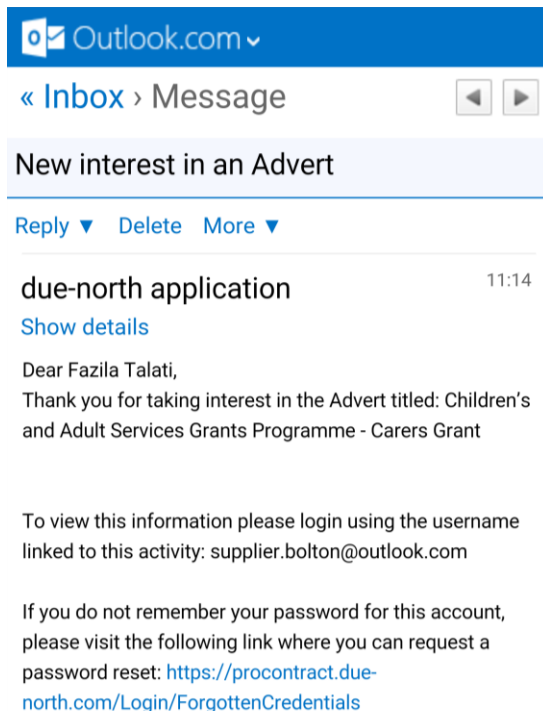 Outlook.com
« Inbox › Message
New interest in an Advert
Reply ▼ Delete More ▼
due-north application 11:14
Show details
Dear Fazila Talati,
Thank you for taking interest in the Advert titled: Children's
and Adult Services Grants Programme - Carers Grant
To view this information please login using the username
linked to this activity: supplier.bolton@outlook.com
If you do not remember your password for this account,
please visit the following link where you can request a
password reset: https://procontract.due-
north.com/Login/ForgottenCredentials